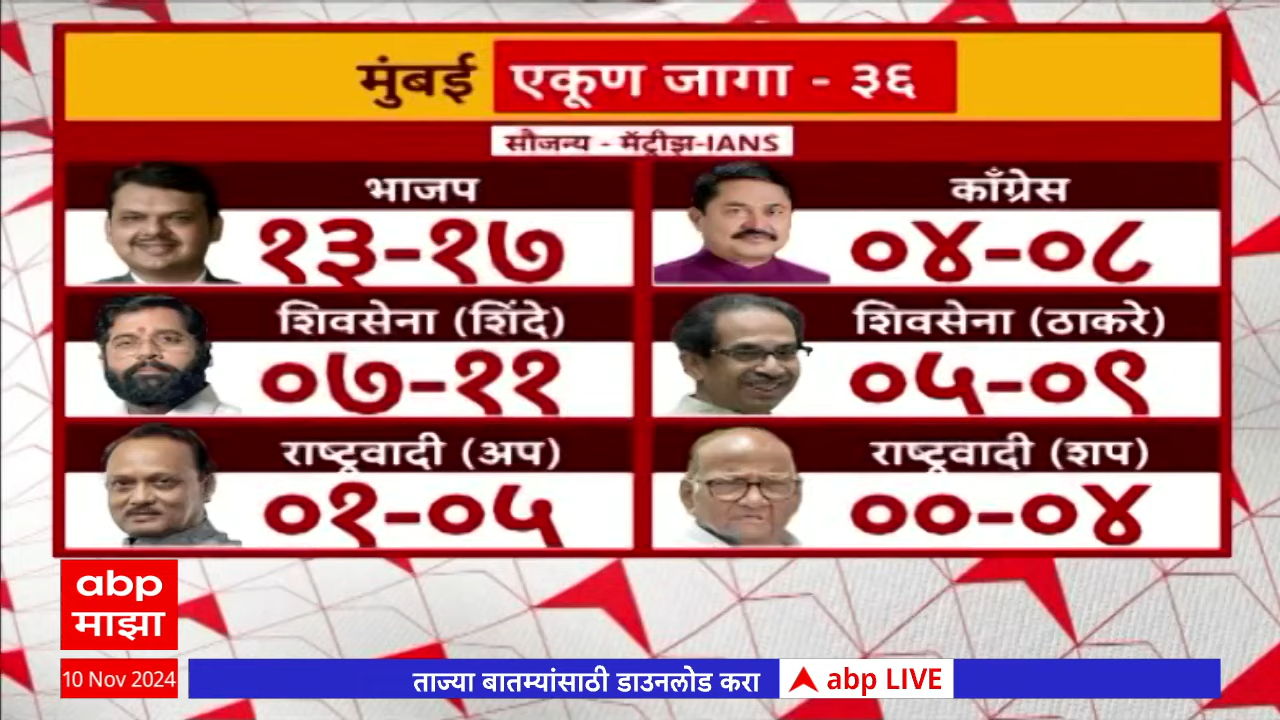 मुंबई एकूण जागा - ३६
सौजन्य - मॅट्रीझ-IANS
भाजप
१३-१७
काँग्रेस
०४-०८
शिवसेना (शिंदे)
०७-११
शिवसेना (ठाकरे)
०५-०९
राष्ट्रवादी (अप)
०१-०५
राष्ट्रवादी (शप)
००-०४
abp
माझा
10 Nov 2024
ताज्या बातम्यांसाठी डाउनलोड करा abp LIVE